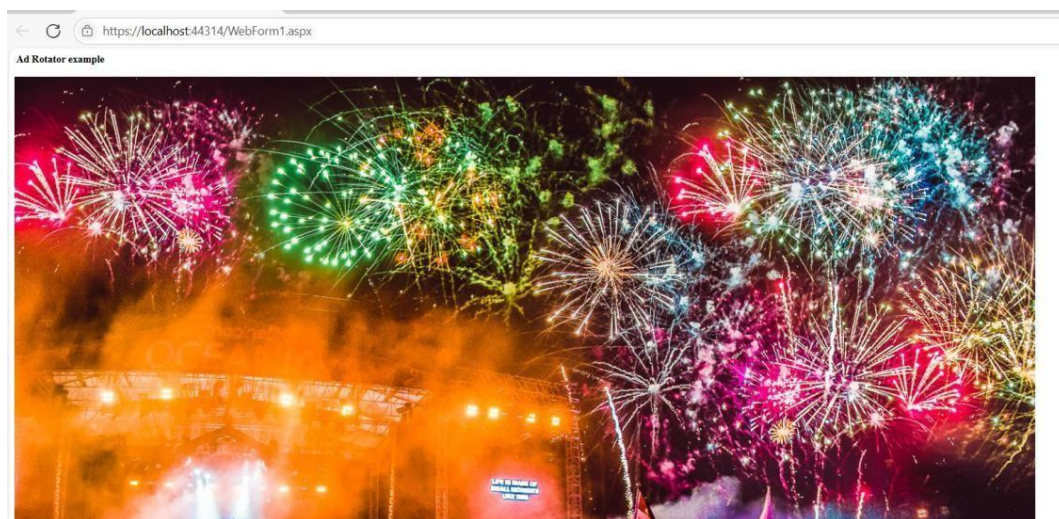 https://localhost:44314/WebForm1.aspx
Ad Rotator example
LIFE IS MADE OF
SMALL MOMENTS
LIKE THIS